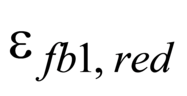 ε fb1, red